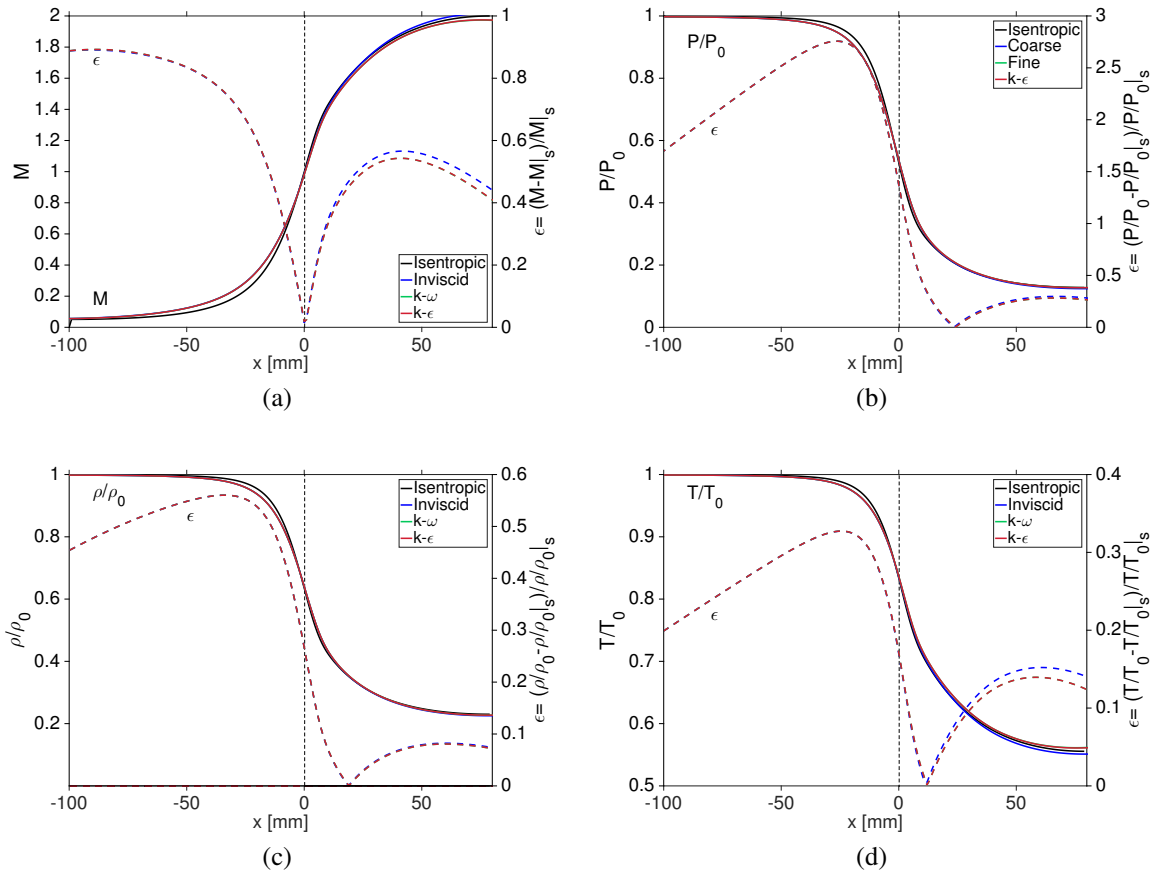 2
1.8
1.6
1.4
1.2
1
0.8
0.6
0.4
0.2
0
M
1
0.8
0.6
0.4
0.2
0
ϵ= (M-M|s)/M|s
ϵ
M
Isentropic
Inviscid
k-ω
k-ϵ
-100 -50 0 50
x [mm]
(a)
1
0.8
0.6
0.4
0.2
0
P/P0
3
2.5
2
1.5
1
0.5
0
ϵ= (P/P0-P/P0|s)/P/P0|s
P/P0
ϵ
Isentropic
Coarse
Fine
k-ϵ
-100 -50 0 50
x [mm]
(b)
1
0.8
0.6
0.4
0.2
ρ/ρ0
0.6
0.5
0.4
0.3
0.2
0.1
0
ϵ= (ρ/ρ0-ρ/ρ0|s)/ρ/ρ0|s
ρ/ρ0
ϵ
Isentropic
Inviscid
k-ω
k-ϵ
-100 -50 0 50
x [mm]
(c)
1
0.9
0.8
0.7
0.6
0.5
T/T0
0.4
0.3
0.2
0.1
0
ϵ= (T/T0-T/T0|s)/T/T0|s
T/T0
ϵ
Isentropic
Inviscid
k-ω
k-ϵ
-100 -50 0 50
x [mm]
(d)